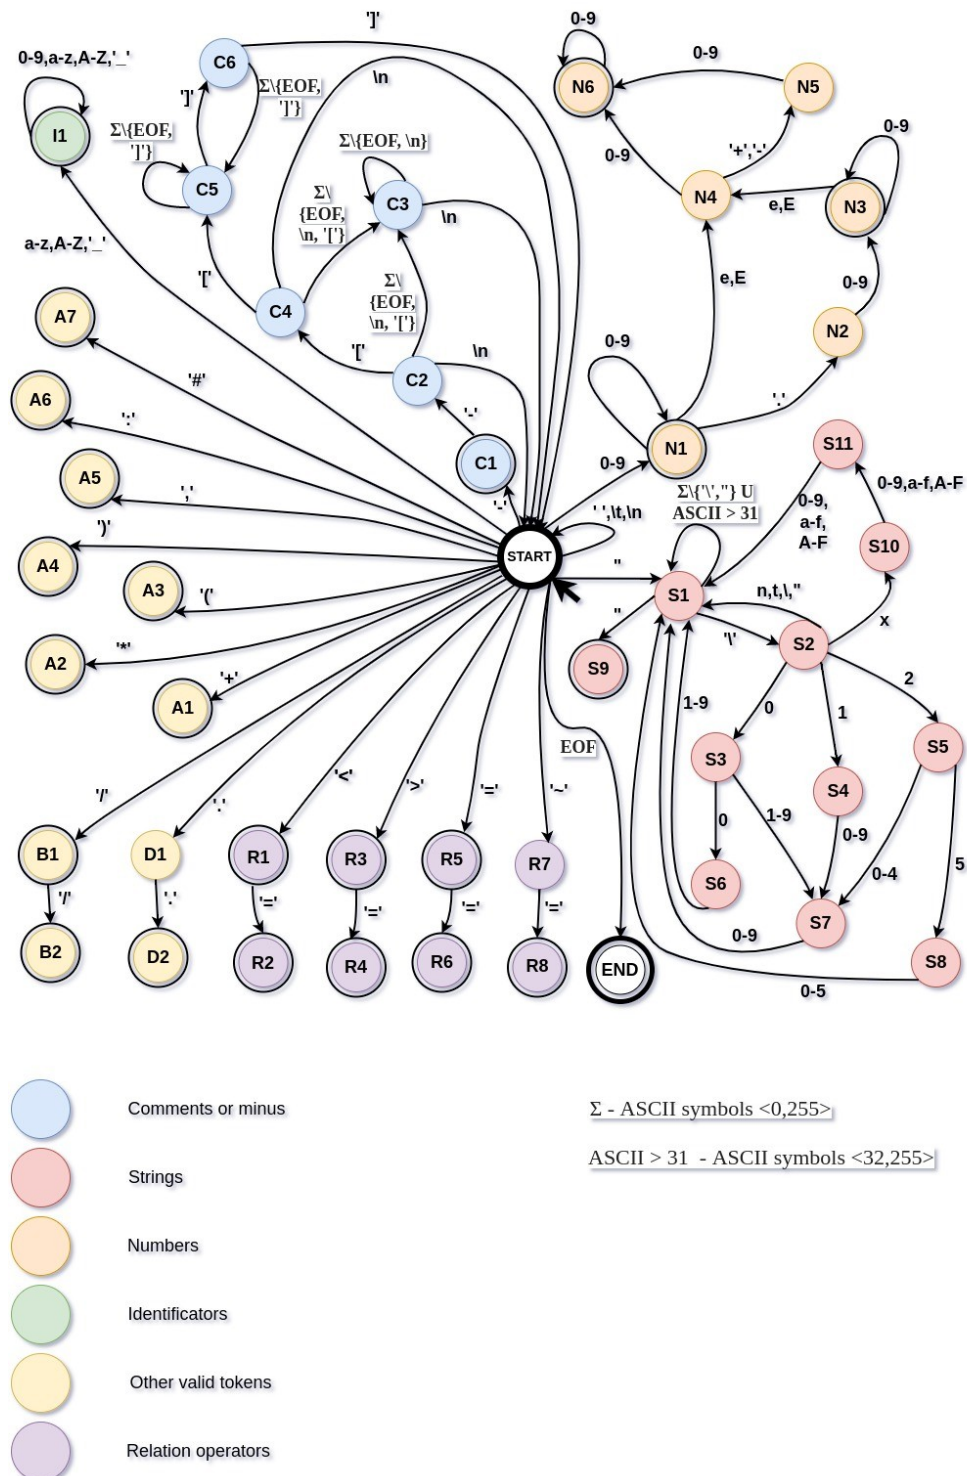 ']'
0-9
0-9,a-z,A-Z,'_'
C6
\n
0-9
Σ\{EOF,
']'}
']'
N6
N5
I1
Σ\{EOF,
']'}
Σ\{EOF, \n}
0-9
'+','-'
0-9
C5
Σ\
{EOF,
\n, '['}
C3
\n
N4
e,E
N3
a-z,A-Z,'_'
'['
Σ\
{EOF,
\n, '['}
e,E
0-9
A7
C4
N2
'['
\n
0-9
'#'
C2
'.'
A6
':'
'-'
S11
N1
A5
C1
0-9
0-9,a-f,A-F
','
'-'
Σ\{'\',"} U
ASCII > 31
0-9,
a-f,
A-F
')'
' ',\t,\n
START
S10
A4
"
A3
'('
S1
n,t,\,"
"
'\'
x
S2
'*'
A2
S9
'+'
2
A1
1-9
0
1
EOF
S5
S3
'<'
'>'
'='
'~'
S4
'/'
'.'
0
1-9
0-9
B1
D1
R1
R3
R5
R7
5
0-4
S6
'/'
'.'
'='
'='
'='
'='
S7
0-9
B2
D2
R2
R4
R6
R8
END
S8
0-5
Comments or minus
Σ - ASCII symbols <0,255>
ASCII > 31 - ASCII symbols <32,255>
Strings
Numbers
Identificators
Other valid tokens
Relation operators